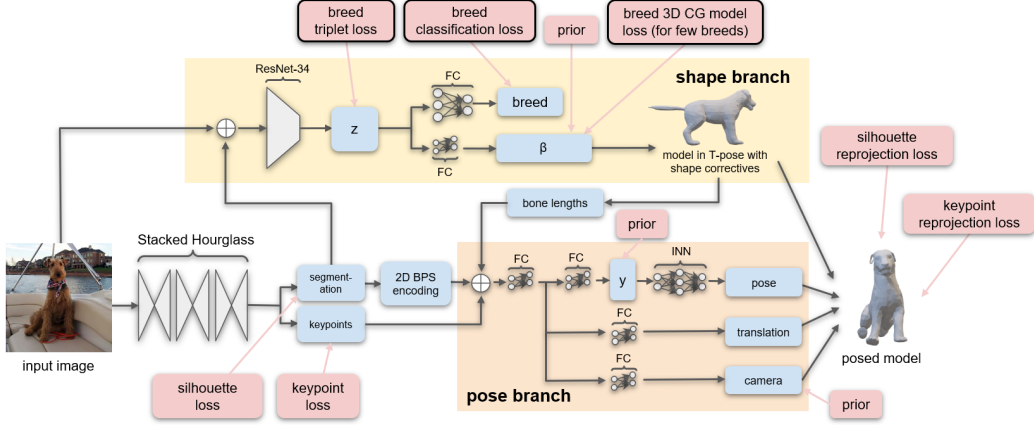 breed
triplet loss
breed
classification loss
prior
breed 3D CG model
loss (for few breeds)
ResNet-34
FC
shape branch
z
breed
β
FC
model in T-pose with
shape correctives
silhouette
reprojection loss
keypoint
reprojection loss
bone lengths
prior
Stacked Hourglass
segment-
ation
2D BPS
encoding
keypoints
FC
FC
y
INN
pose
FC
translation
FC
camera
pose branch
input image
silhouette
loss
keypoint
loss
posed model
prior